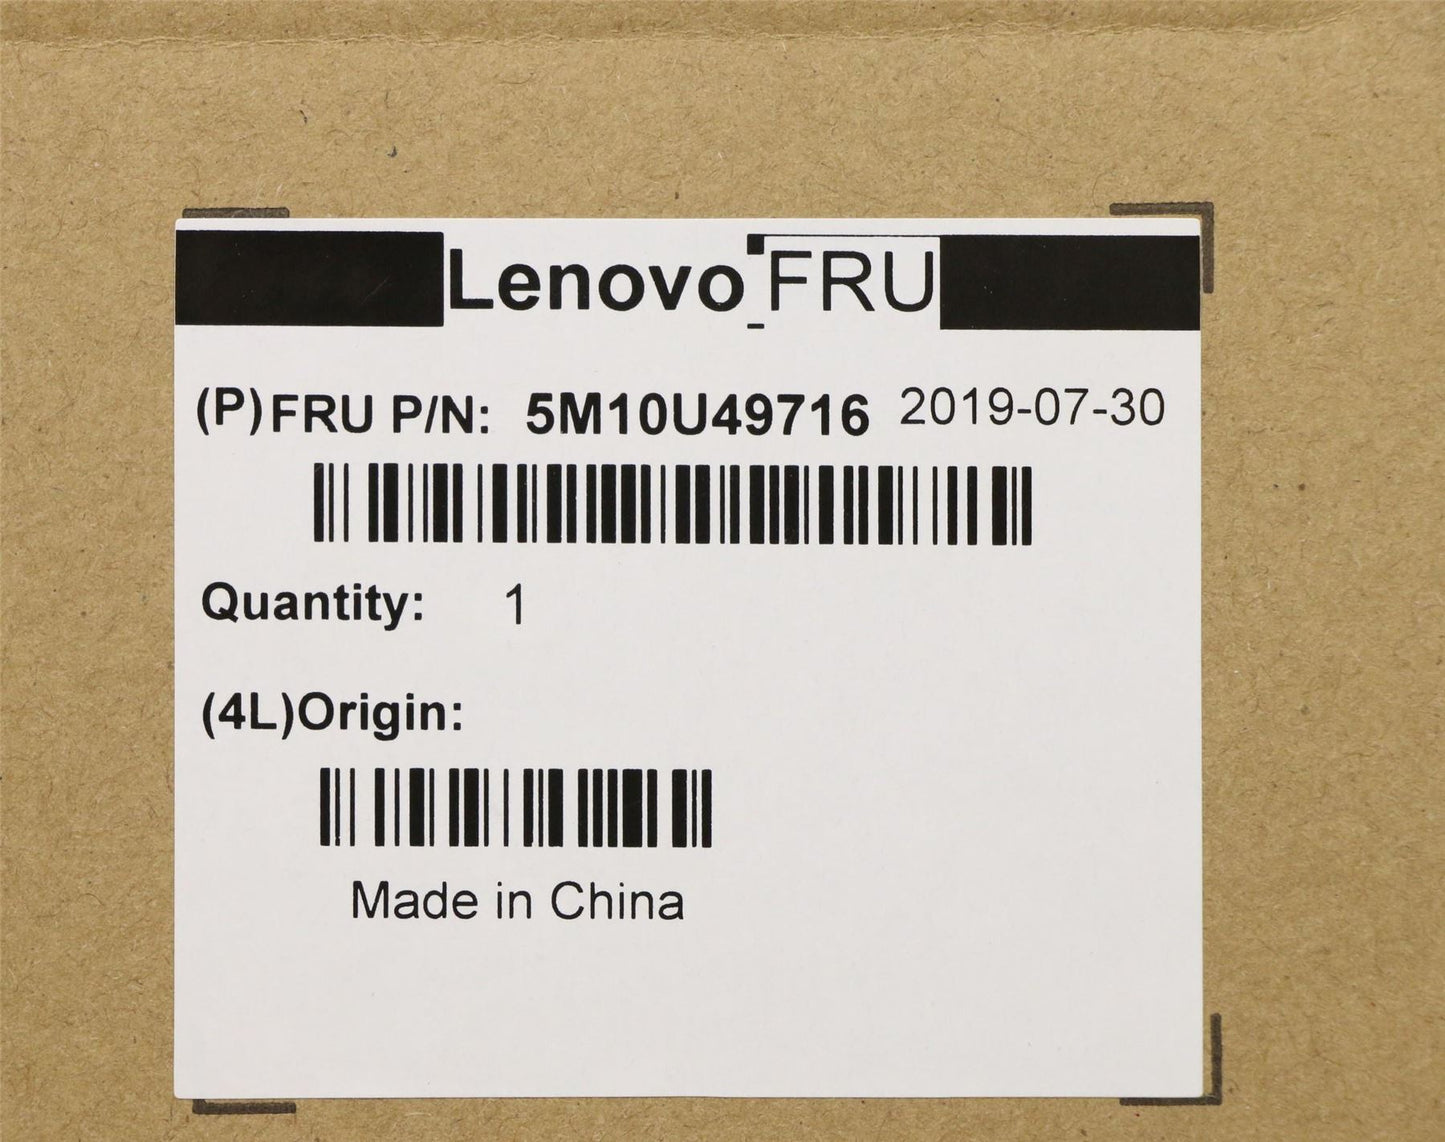 Lenovo FRU
(P)FRU P/N: 5M10U49716 2019-07-30
Quantity: 1
(4L)Origin:
Made in China